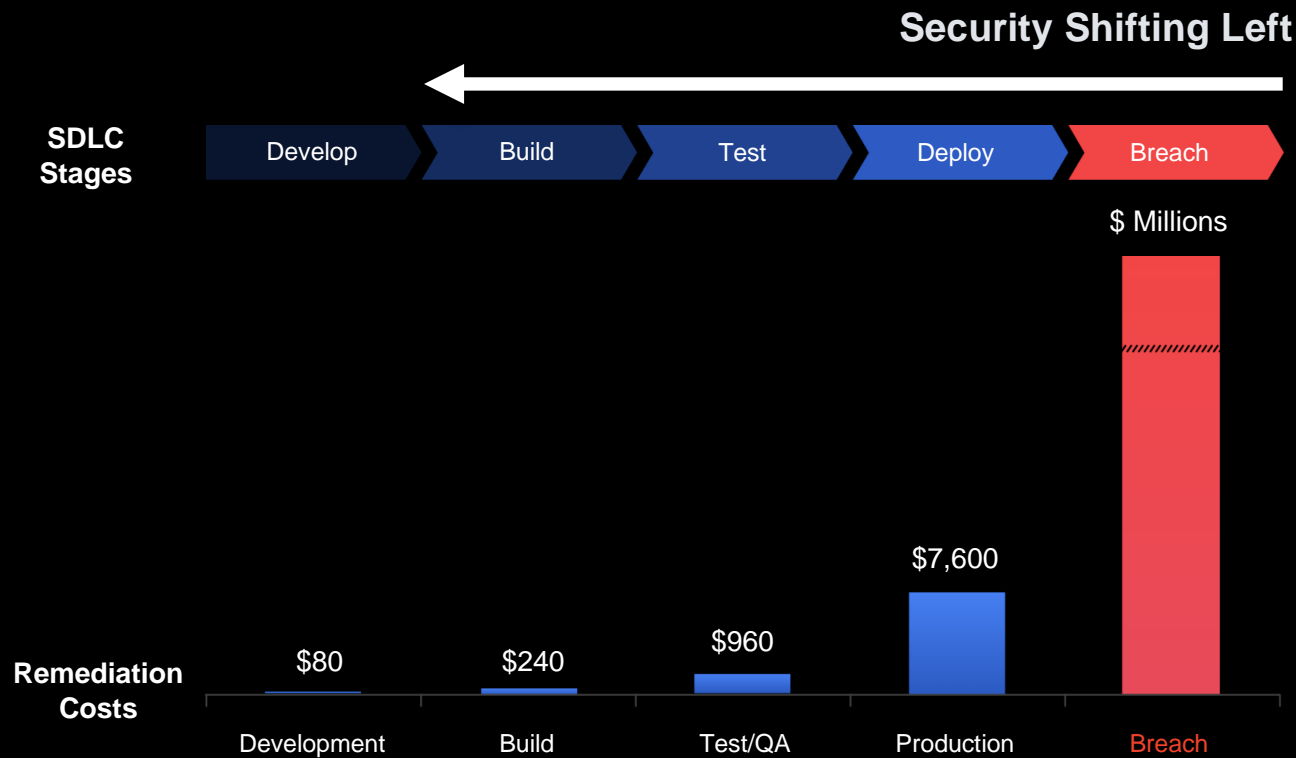 Security Shifting Left
SDLC
Stages
Develop
Build
Test
Deploy
Breach
$ Millions
$7,600
$960
$240
$80
Remediation
Costs
Development
Build
Test/QA
Production
Breach